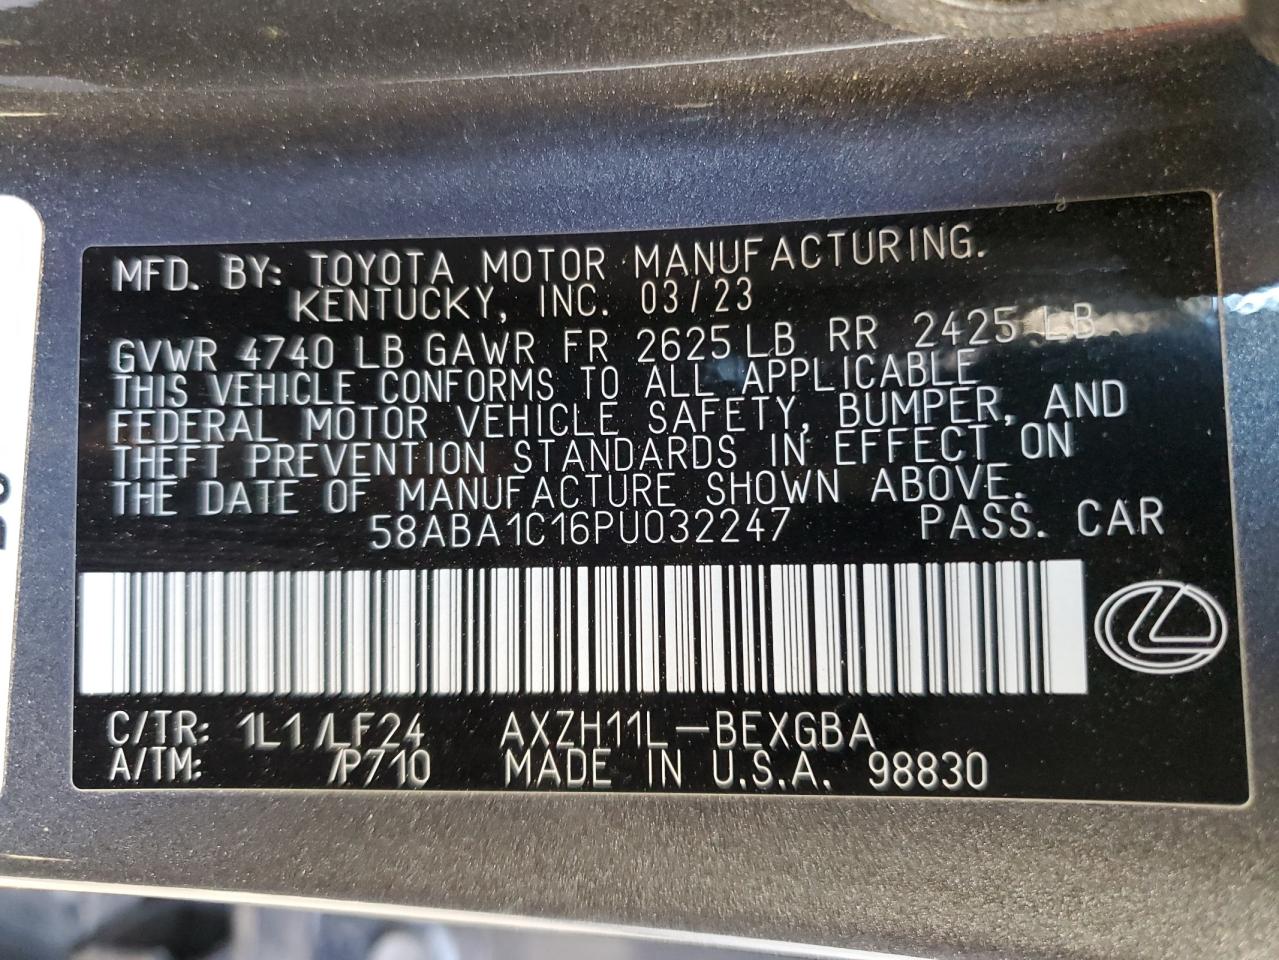 MFD. BY: TOYOTA MOTOR MANUFACTURING.
KENTUCKY, INC. 03/23
GVWR 4740 LB GAWR FR 2625 LB RR 2425 LB
THIS VEHICLE CONFORMS TO ALL APPLICABLE
FEDERAL MOTOR VEHICLE SAFETY, BUMPER, AND
THEFT PREVENTION STANDARDS IN EFFECT ON
THE DATE OF MANUFACTURE SHOWN ABOVE.
58ABA1C16PU032247 PASS. CAR
C/TR: 1L1/LF24 AXZH11L-BEXGBA
A/TM: /P710 MADE IN U.S.A. 98830